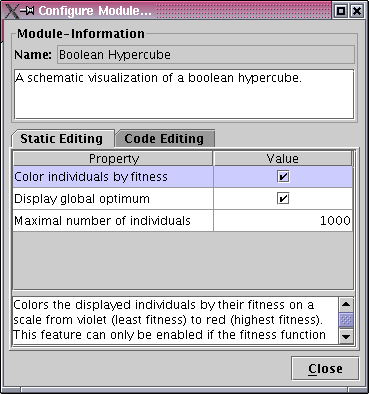 Configure Module...
Module-Information
Name: Boolean Hypercube
A schematic visualization of a boolean hypercube.
Static Editing Code Editing
Property Value
Color individuals by fitness
Display global optimum
Maximal number of individuals 1000
Colors the displayed individuals by their fitness on a
scale from violet (least fitness) to red (highest fitness).
This feature can only be enabled if the fitness function
Close